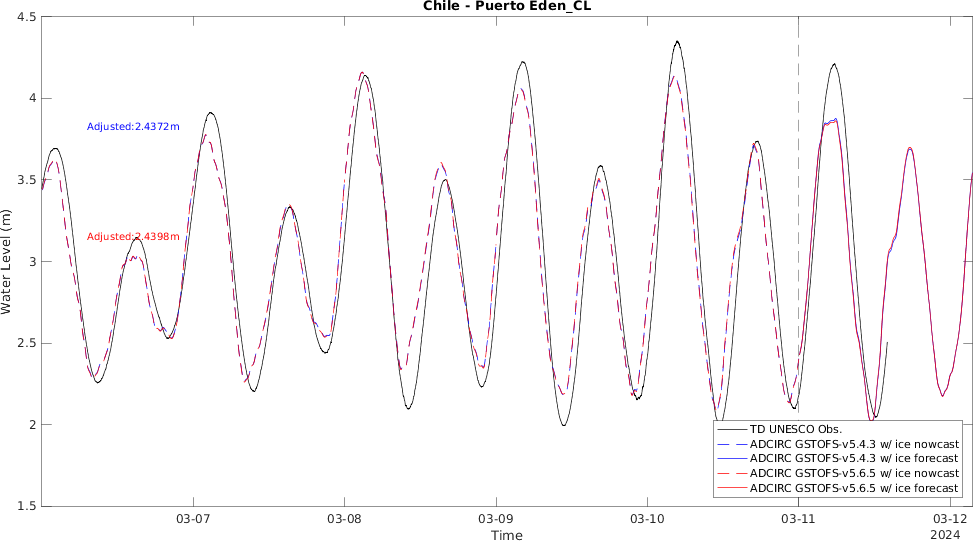 Chile - Puerto Eden_CL
4.5
4
3.5
3
2.5
2
1.5
Water Level (m)
Adjusted:2.4372m
Adjusted:2.4398m
TD UNESCO Obs.
ADCIRC GSTOFS-v5.4.3 w/ ice nowcast
ADCIRC GSTOFS-v5.4.3 w/ ice forecast
ADCIRC GSTOFS-v5.6.5 w/ ice nowcast
ADCIRC GSTOFS-v5.6.5 w/ ice forecast
03-07 03-08 03-09 03-10 03-11 03-12
Time 2024